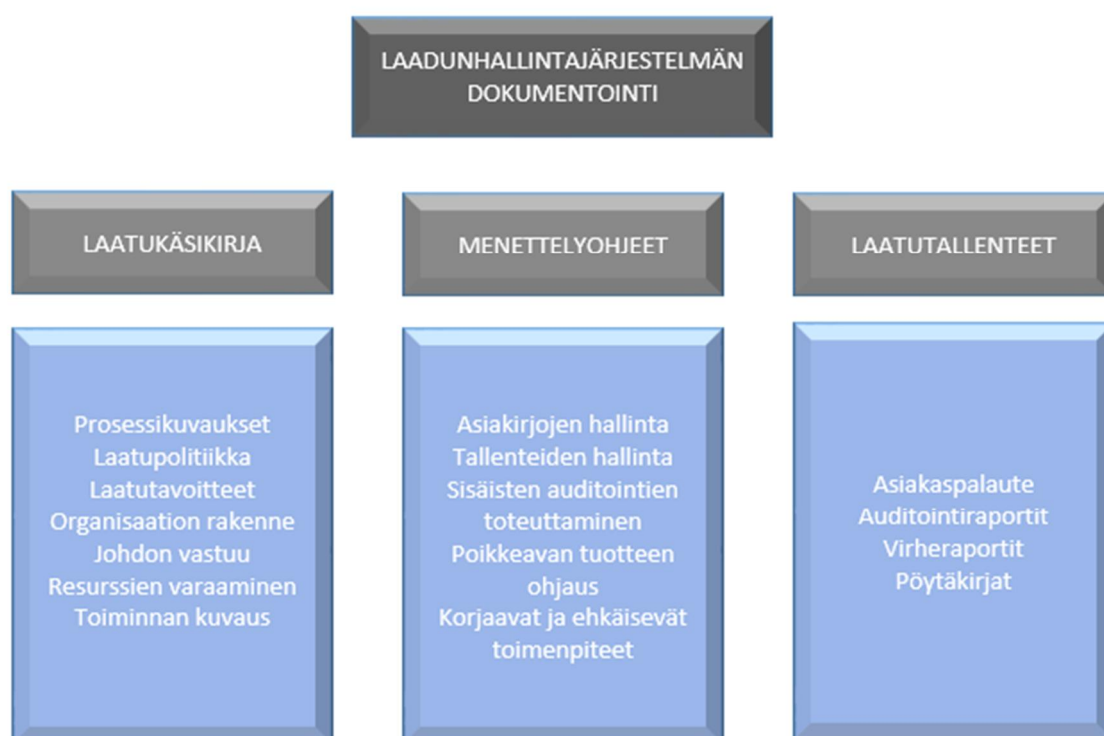 LAADUNHALLINTAJÄRJESTELMÄN
DOKUMENTOINTI
LAATUKÄSIKIRJA
Prosessikuvaukset
Laatupolitiikka
Laatutavoitteet
Organisaation rakenne
Johdon vastuu
Resurssien varaaminen
Toiminnan kuvaus
MENETTELYOHJEET
Asiakirjojen hallinta
Tallenteiden hallinta
Sisäisten auditointien
toteuttaminen
Poikkeavan tuotteen
ohjaus
Korjaavat ja ehkäisevät
toimenpiteet
LAATUTALLENTEET
Asiakaspalaute
Auditointiraportit
Virheraportit
Pöytäkirjat